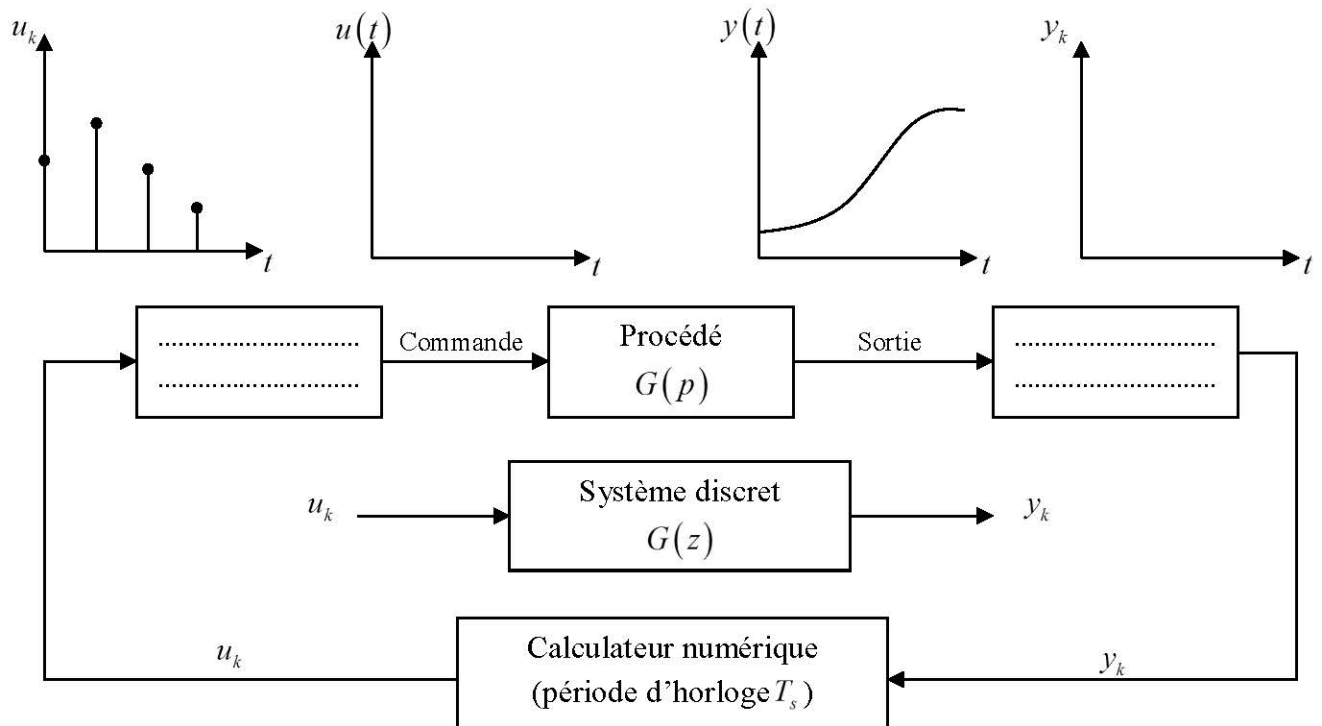 u_k
u(t)
y(t)
y_k
t
t
t
t
....................................
....................................
Commande
Procédé
G(p)
Sortie
....................................
....................................
u_k
Système discret
G(z)
y_k
u_k
Calculateur numérique
(période d'horloge T_s)
y_k